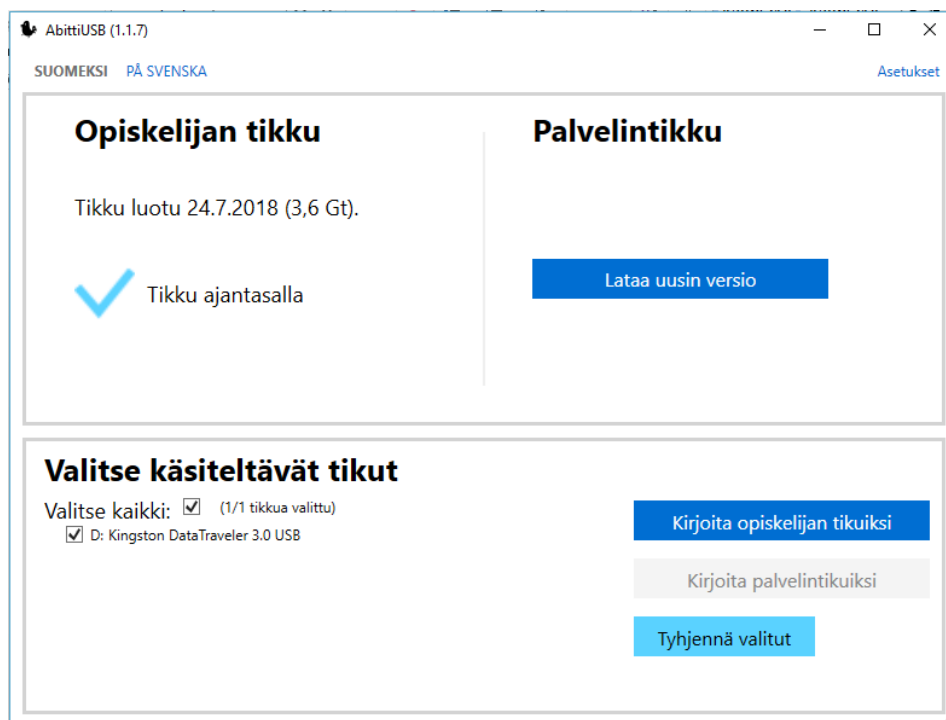 AbittiUSB (1.1.7)
SUOMEKSI PÅ SVENSKA Asetukset
Opiskelijan tikku
Tikku luotu 24.7.2018 (3,6 Gt).
Tikku ajantasalla
Palvelintikku
Lataa uusin versio
Valitse käsiteltävät tikut
Valitse kaikki: (1/1 tikkua valittu)
D: Kingston DataTraveler 3.0 USB
Kirjoita opiskelijan tikuiksi
Kirjoita palvelintikuiksi
Tyhjennä valitut